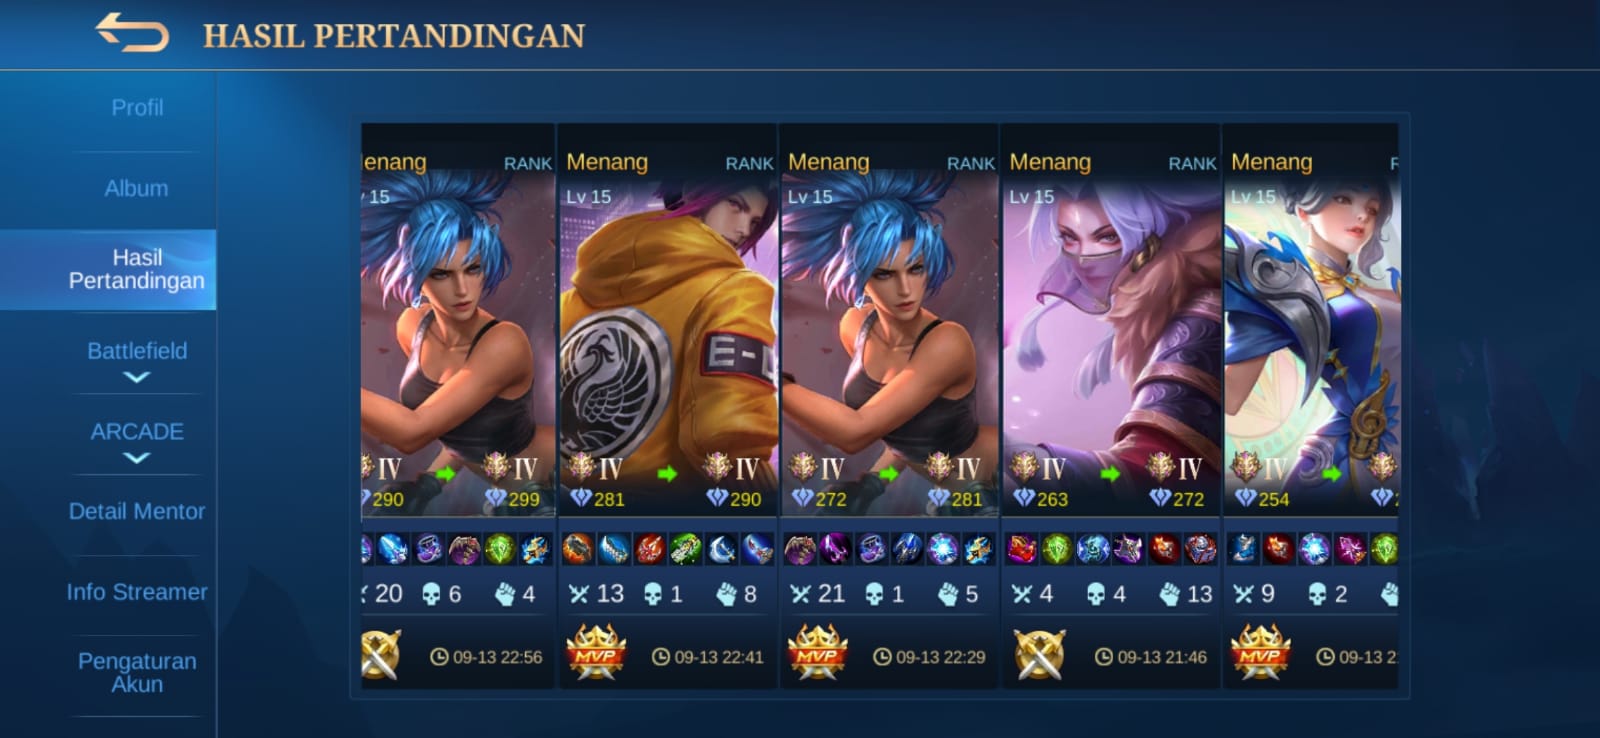 HASIL PERTANDINGAN
Profil
Album
Hasil
Pertandingan
Battlefield
ARCADE
Detail Mentor
Info Streamer
Pengaturan
Akun
enang RANK Menang RANK Menang RANK Menang RANK Menang
15 Lv 15 Lv 15 Lv 15 Lv 15
E-
IV IV IV IV IV IV IV IV IV
290 299 281 290 272 281 263 272 254
20 6 4 13 1 8 21 1 5 4 4 13 9 2
09-13 22:56 MVP 09-13 22:41 MVP 09-13 22:29 09-13 21:46 MVP 09-13 2